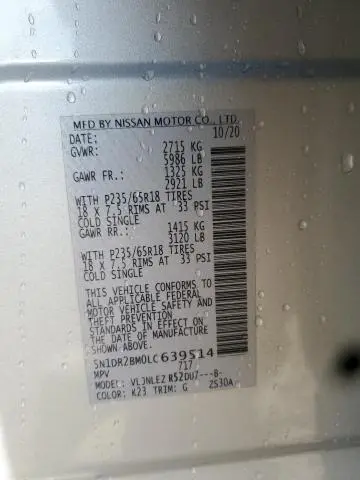 MFD BY NISSAN MOTOR CO., LTD.
DATE: 10/20
GVWR: 2715 KG
5986 LB
GAWR FR.: 1325 KG
2921 LB
WITH P235/65R18 TIRES
18 X 7.5 RIMS AT 33 PSI
COLD SINGLE
GAWR RR.: 1415 KG
3120 LB
WITH P235/65R18 TIRES
18 X 7.5 RIMS AT 33 PSI
COLD SINGLE
THIS VEHICLE CONFORMS TO
ALL APPLICABLE FEDERAL
MOTOR VEHICLE SAFETY AND
THEFT PREVENTION
STANDARDS IN EFFECT ON
THE DATE OF MANUFACTURE
SHOWN ABOVE
5N1DR2BM0LC639514
MPV 717
MODEL: VLJNLEZ R52DU7---B-
COLOR: K23 TRIM: G ZS30A